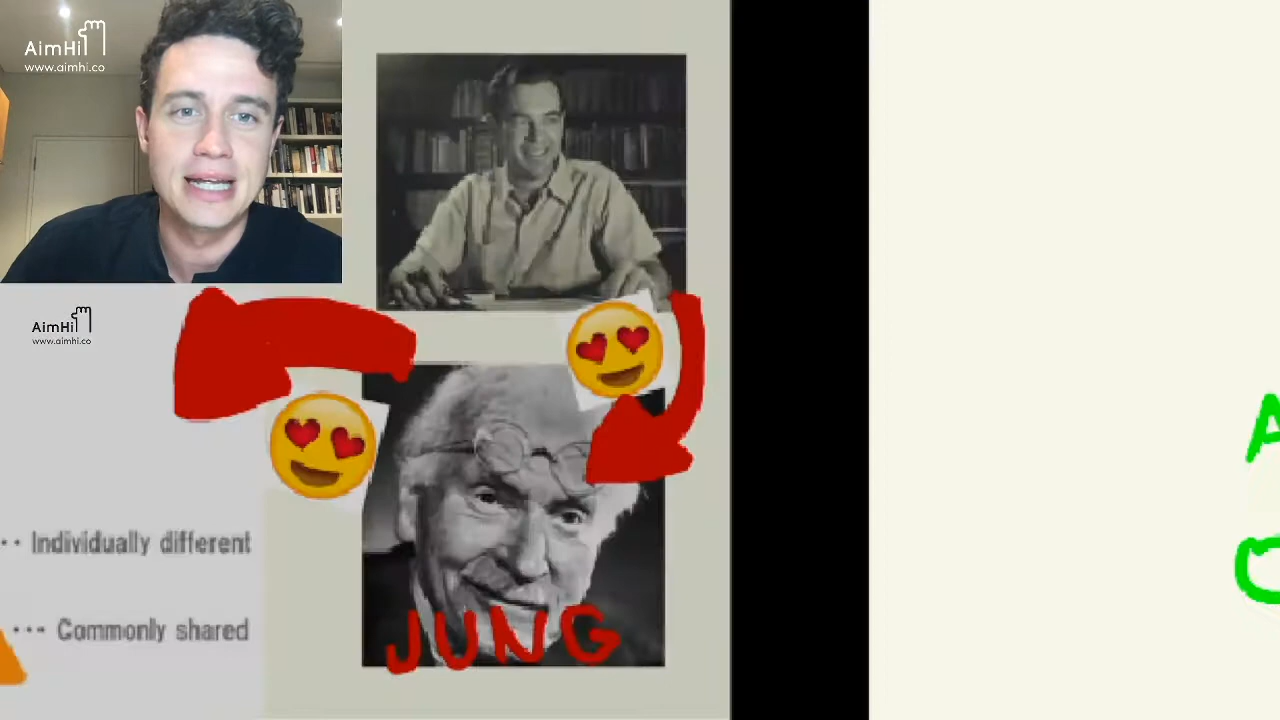 AimHi
www.aimhi.co
AimHi
www.aimhi.co
·· Individually different
··· Commonly shared
JUNG
A